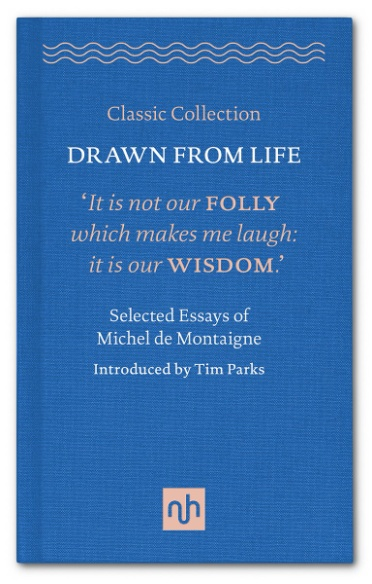 Classic Collection
DRAWN FROM LIFE
‘It is not our FOLLY
which makes me laugh:
it is our WISDOM.’
Selected Essays of
Michel de Montaigne
Introduced by Tim Parks
nh